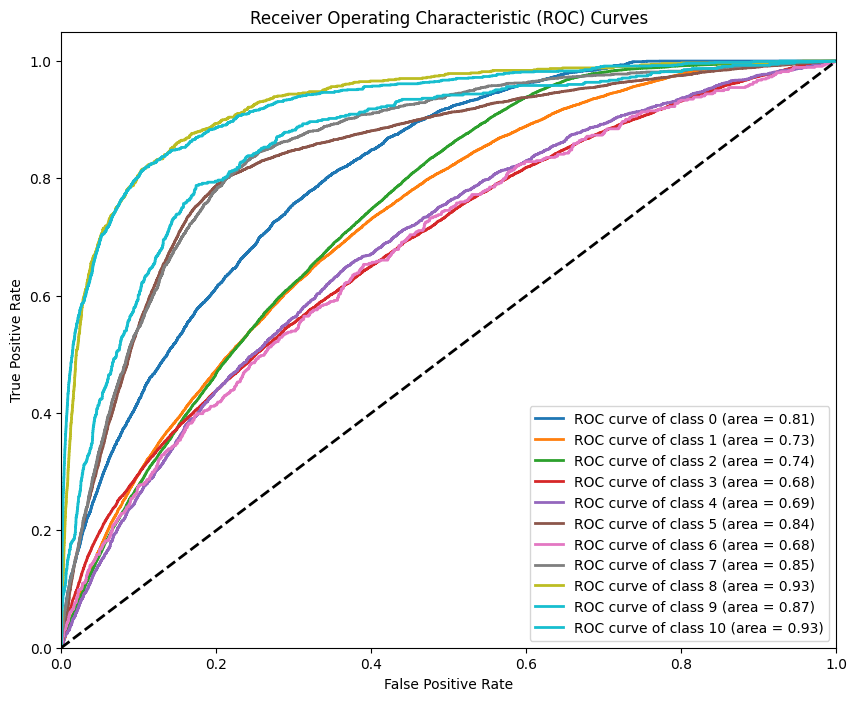 Receiver Operating Characteristic (ROC) Curves
True Positive Rate
1.0
0.8
0.6
0.4
0.2
0.0
ROC curve of class 0 (area = 0.81)
ROC curve of class 1 (area = 0.73)
ROC curve of class 2 (area = 0.74)
ROC curve of class 3 (area = 0.68)
ROC curve of class 4 (area = 0.69)
ROC curve of class 5 (area = 0.84)
ROC curve of class 6 (area = 0.68)
ROC curve of class 7 (area = 0.85)
ROC curve of class 8 (area = 0.93)
ROC curve of class 9 (area = 0.87)
ROC curve of class 10 (area = 0.93)
0.0 0.2 0.4 0.6 0.8 1.0
False Positive Rate